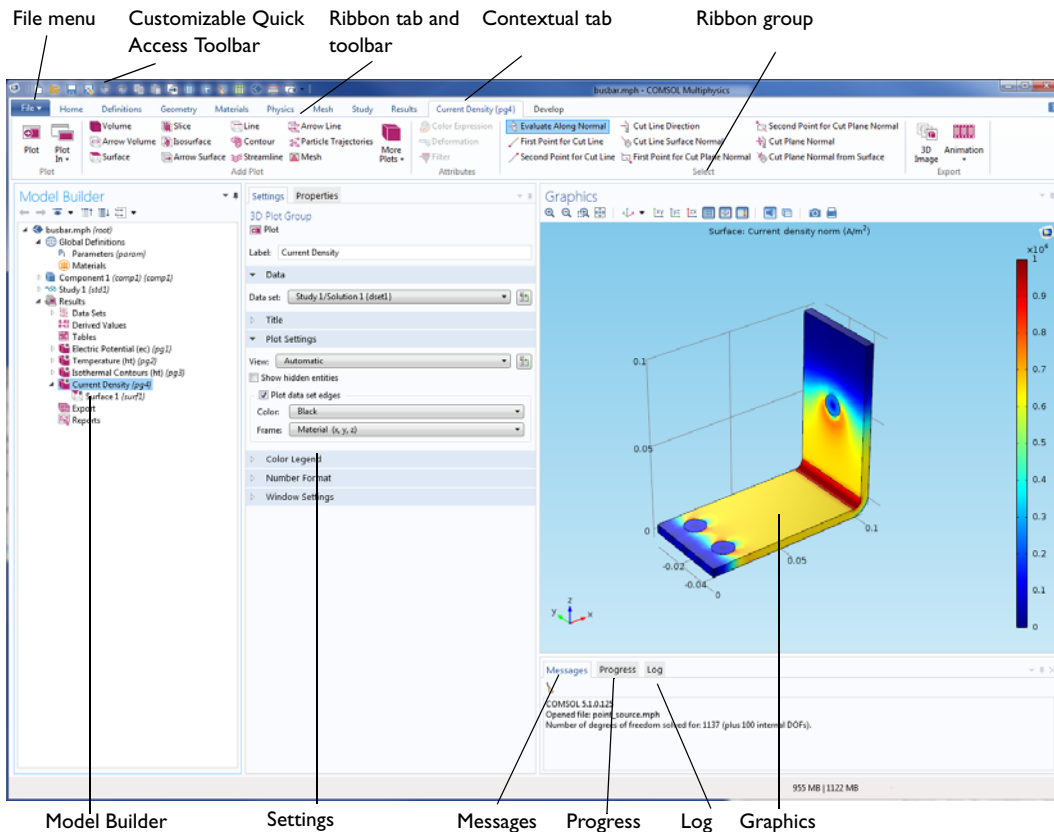 File menu
Customizable Quick
Access Toolbar
Ribbon tab and
toolbar
Contextual tab
Ribbon group
busbar.mph - COMSOL Multiphysics
File
Home
Definitions
Geometry
Materials
Physics
Mesh
Study
Results
Current Density (pg4)
Develop
Plot
Plot
In
Volume
Arrow Volume
Surface
Slice
Isosurface
Arrow Surface
Line
Contour
Streamline
Arrow Line
Particle Trajectories
Mesh
More
Plots
Color Expression
Deformation
Filter
Evaluate Along Normal
First Point for Cut Line
Second Point for Cut Line
Cut Line Direction
Cut Line Surface Normal
First Point for Cut Plane Normal
Second Point for Cut Plane Normal
Cut Plane Normal
Cut Plane Normal from Surface
3D
Image
Animation
Plot
Add Plot
Attributes
Select
Export
Model Builder
busbar.mph (root)
Global Definitions
Pi Parameters (param)
Materials
Component 1 (comp1) {comp1}
Study 1 {std1}
Results
Data Sets
Derived Values
Tables
Electric Potential (ec) {pg1}
Temperature (ht) {pg2}
Isothermal Contours (ht) {pg3}
Current Density {pg4}
Surface 1 {surf1}
Export
Reports
Settings
Properties
3D Plot Group
Plot
Label: Current Density
Data
Data set: Study 1/Solution 1 {dset1}
Title
Plot Settings
View: Automatic
Show hidden entities
Plot data set edges
Color: Black
Frame: Material (x, y, z)
Color Legend
Number Format
Window Settings
Graphics
Surface: Current density norm (A/m²)
×10⁶
1
0.9
0.8
0.7
0.6
0.5
0.4
0.3
0.2
0.1
0
0.1
0.05
0
-0.02
-0.04
0
0.05
0.1
z
y
x
Messages
Progress
Log
COMSOL 5.1.0.125
Opened file: point_source.mph
Number of degrees of freedom solved for: 1137 (plus 100 internal DOFs).
955 MB | 1122 MB
Model Builder
Settings
Messages
Progress
Log
Graphics